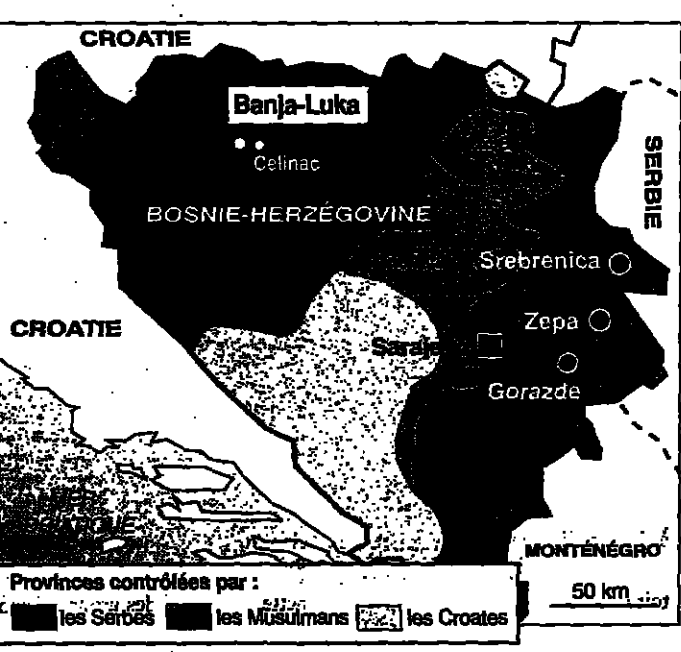 CROATIE
Banja-Luka
Celinac
SERBIE
BOSNIE-HERZÉGOVINE
Srebrenica
Zepa
CROATIE
Gorazde
MONTÉNÉGRO
Provinces contrôlées par :
50 km
les Serbes les Musulmans les Croates